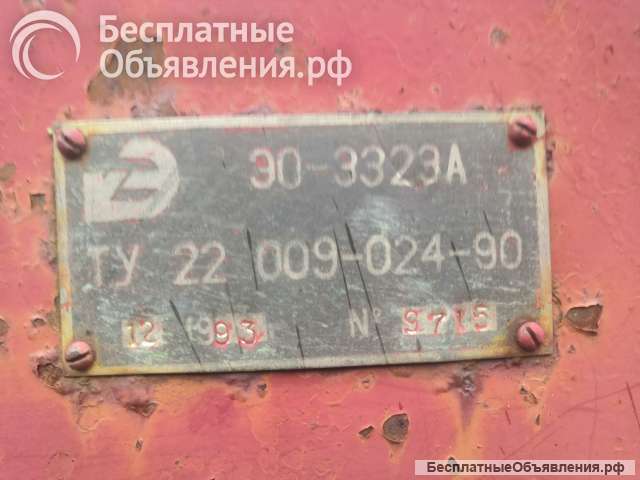 Бесплатные
Объявления.рф
ЭО-3323А
ТУ 22 009-024-90
12 1993 № 9715
БесплатныеОбъявления.рф